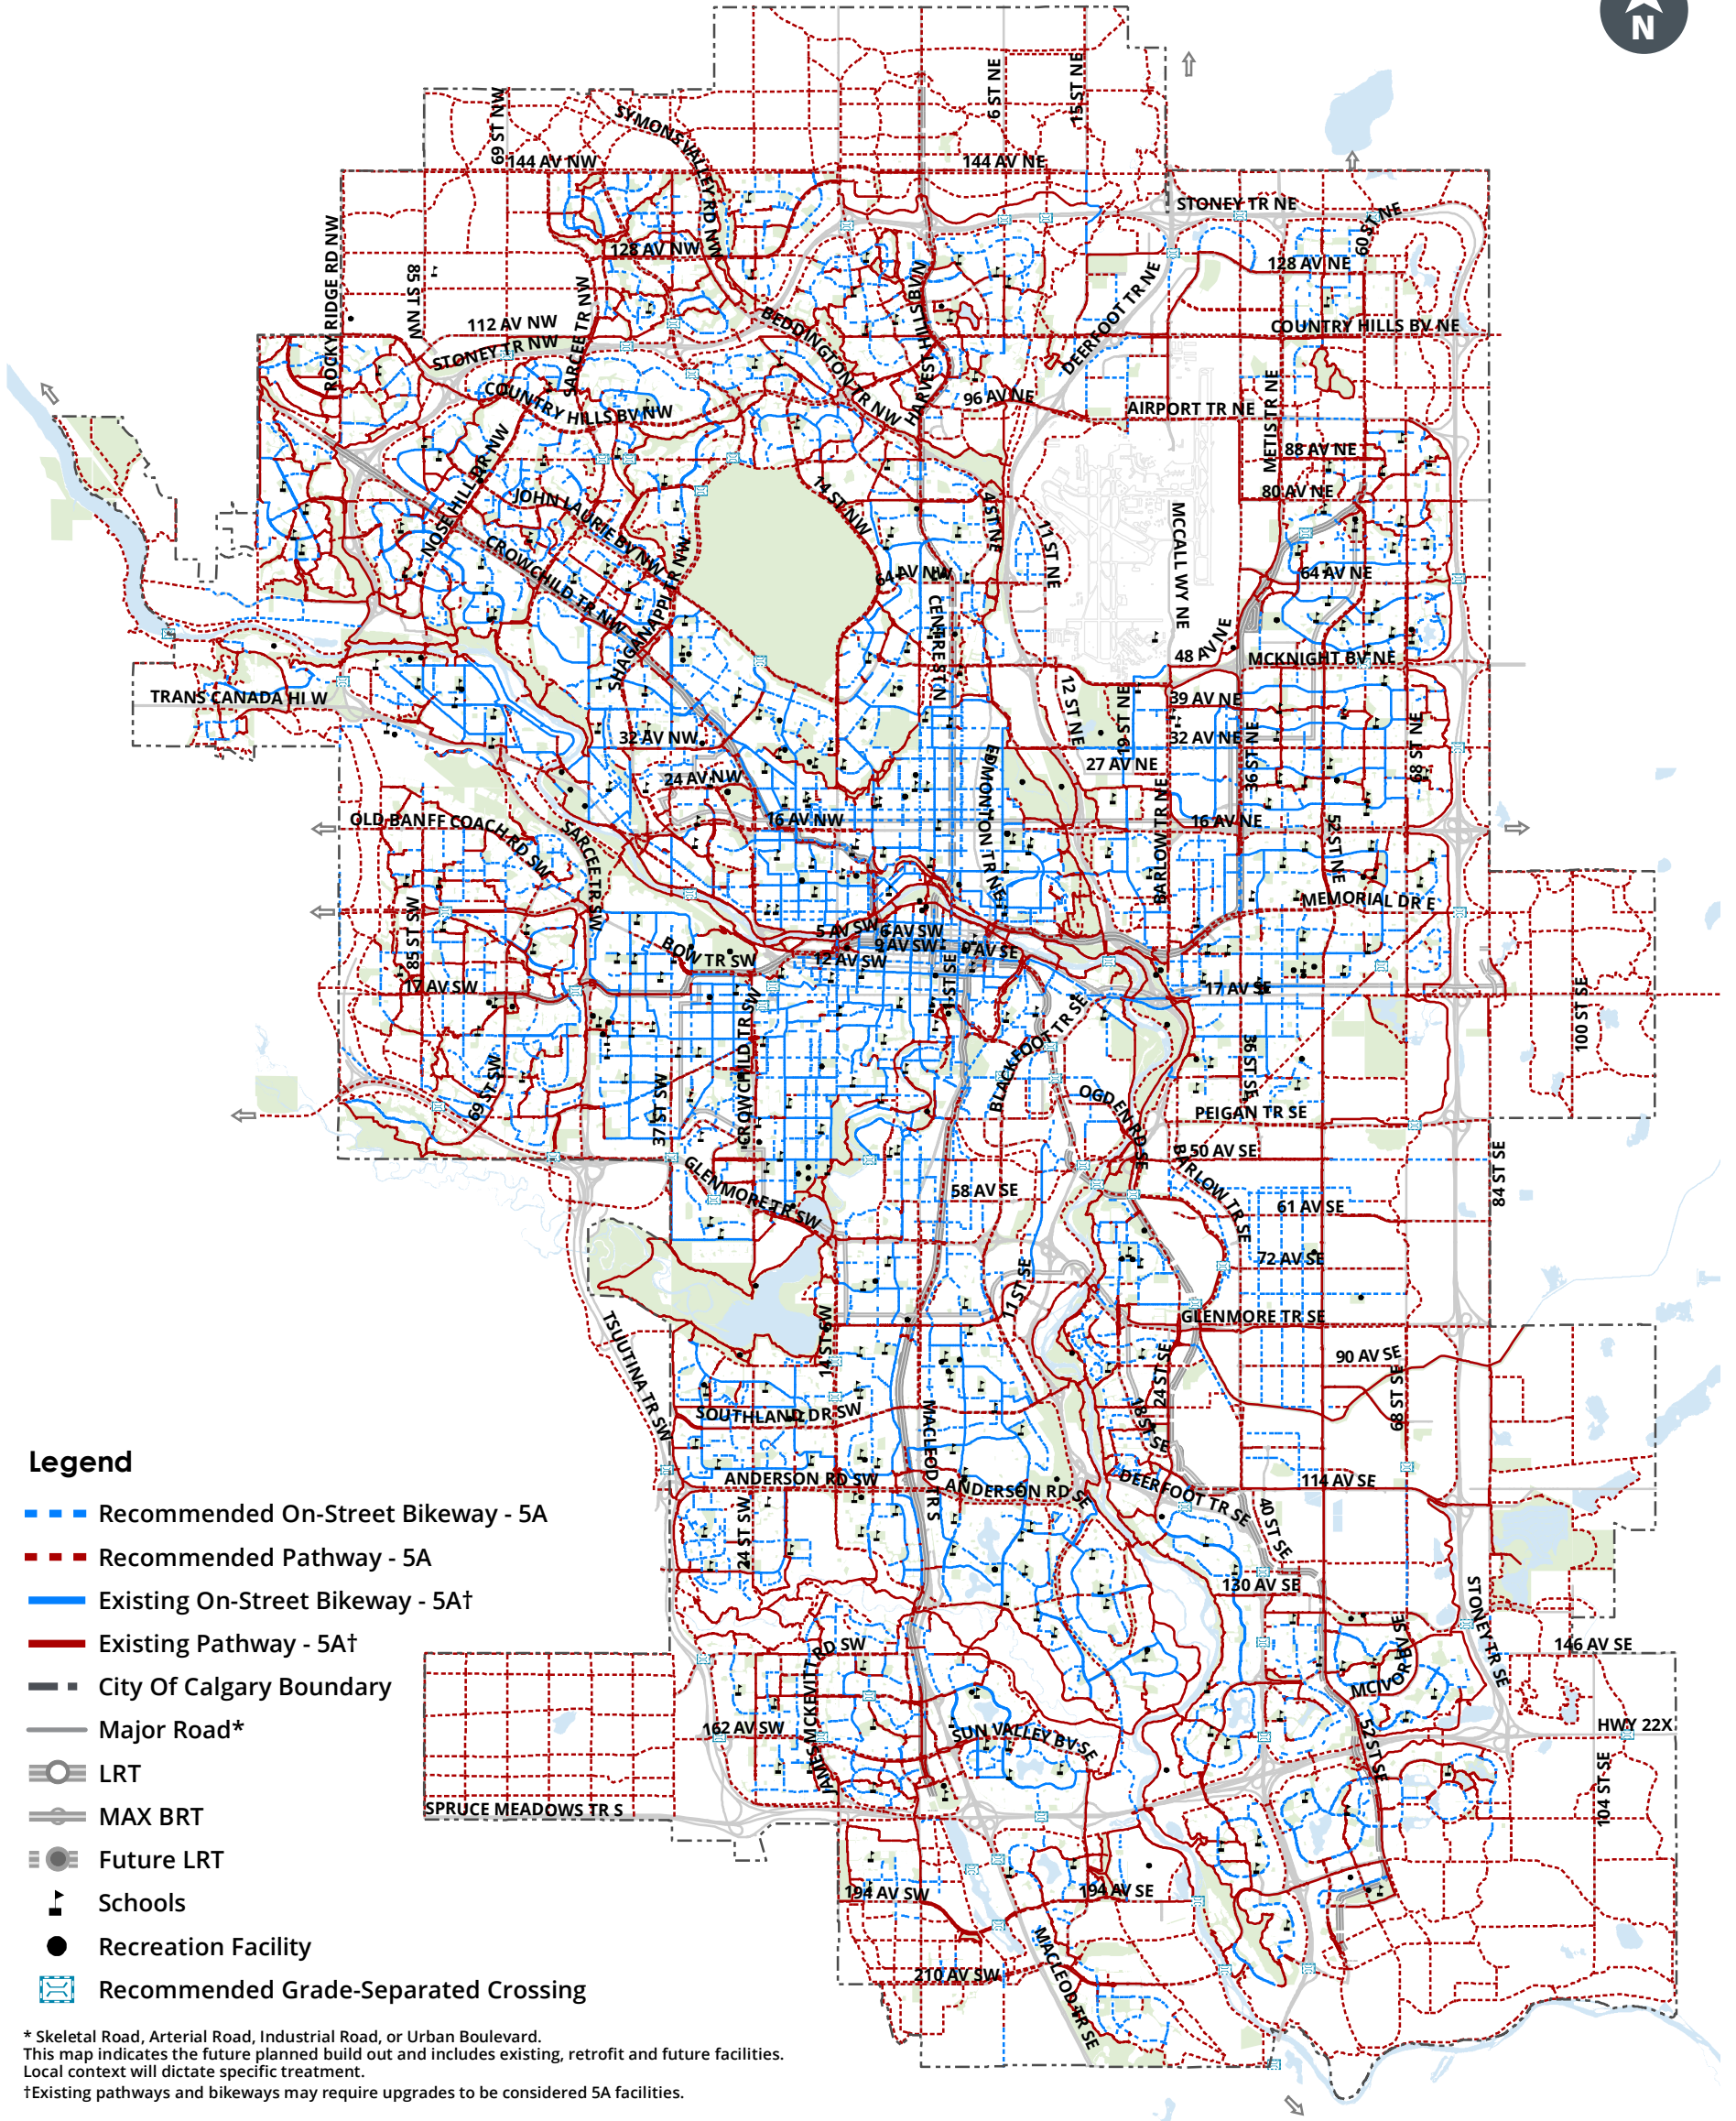 N
6 ST NE
15 ST NE
69 ST NW
SYMONS VALLEY RD NW
144 AV NW
144 AV NE
STONEY TR NE
60 ST NE
ROCKY RIDGE RD NW
85 ST NW
128 AV NW
128 AV NE
SARCEE TR NW
HARVEST HILLS BV N
DEERFOOT TR NE
112 AV NW
BEDDINGTON TR NW
COUNTRY HILLS BV NE
STONEY TR NW
COUNTRY HILLS BV NW
96 AV NE
AIRPORT TR NE
METIS TR NE
88 AV NE
NOSE HILL DR NW
JOHN LAURIE BV NW
14 ST NW
4 ST NE
80 AV NE
CROWCHILD TR NW
SHAGANAPPI TR NW
11 ST NE
MCCALL WY NE
64 AV NW
64 AV NE
CENTRE ST N
48 AV NE
MCKNIGHT BV NE
TRANS CANADA HI W
12 ST NE
19 ST NE
39 AV NE
32 AV NW
32 AV NE
36 ST NE
68 ST NE
24 AV NW
27 AV NE
EDMONTON TR NE
BARLOW TR NE
OLD BANFF COACH RD SW
16 AV NW
16 AV NE
52 ST NE
SARCEE TR SW
MEMORIAL DR E
85 ST SW
5 AV SW
6 AV SW
9 AV SW
9 AV SE
BOW TR SW
12 AV SW
1 ST SE
17 AV SW
17 AV SE
100 ST SE
CROWCHILD TR SW
BLACKFOOT TR SE
36 ST SE
69 ST SW
37 ST SW
OGDEN RD SE
PEIGAN TR SE
50 AV SE
BARLOW TR SE
84 ST SE
GLENMORE TR SW
58 AV SE
61 AV SE
72 AV SE
11 ST SE
TSUUTINA TR SW
14 ST SW
GLENMORE TR SE
90 AV SE
24 ST SE
68 ST SE
SOUTHLAND DR SW
MACLEOD TR S
18 ST SE
ANDERSON RD SW
ANDERSON RD SE
DEERFOOT TR SE
114 AV SE
24 ST SW
40 ST SE
130 AV SE
STONEY TR SE
JAMES MCKEVITT RD SW
MCIVOR BV SE
146 AV SE
162 AV SW
SUN VALLEY BV SE
52 ST SE
HWY 22X
104 ST SE
SPRUCE MEADOWS TR S
194 AV SW
194 AV SE
210 AV SW
MACLEOD TR SE
Legend
Recommended On-Street Bikeway - 5A
Recommended Pathway - 5A
Existing On-Street Bikeway - 5A†
Existing Pathway - 5A†
City Of Calgary Boundary
Major Road*
LRT
MAX BRT
Future LRT
Schools
Recreation Facility
Recommended Grade-Separated Crossing
* Skeletal Road, Arterial Road, Industrial Road, or Urban Boulevard.
This map indicates the future planned build out and includes existing, retrofit and future facilities.
Local context will dictate specific treatment.
†Existing pathways and bikeways may require upgrades to be considered 5A facilities.